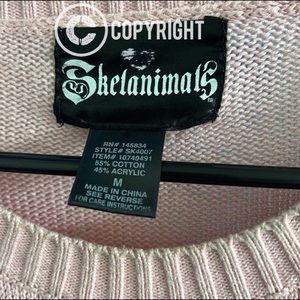 © COPYRIGHT
Skelanimals
RN# 145834
STYLE# SK4007
ITEM# 10740491
55% COTTON
45% ACRYLIC
M
MADE IN CHINA
SEE REVERSE
FOR CARE INSTRUCTIONS